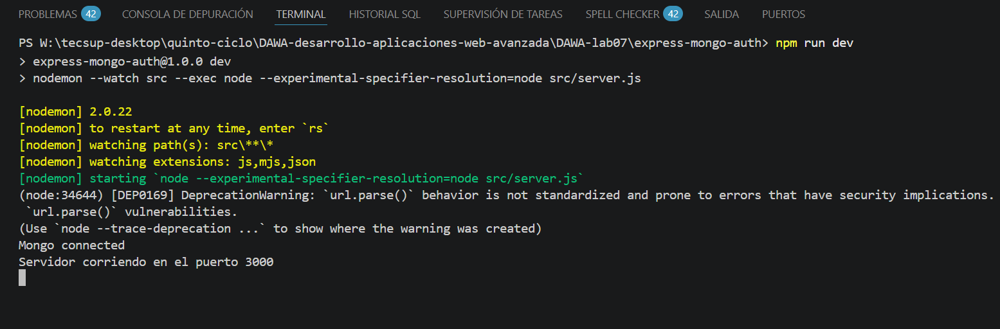 PROBLEMAS 42 CONSOLA DE DEPURACIÓN TERMINAL HISTORIAL SQL SUPERVISIÓN DE TAREAS SPELL CHECKER 42 SALIDA PUERTOS
PS W:\tecsup-desktop\quinto-ciclo\DAWA-desarrollo-aplicaciones-web-avanzada\DAWA-lab07\express-mongo-auth> npm run dev
> express-mongo-auth@1.0.0 dev
> nodemon --watch src --exec node --experimental-specifier-resolution=node src/server.js
[nodemon] 2.0.22
[nodemon] to restart at any time, enter `rs`
[nodemon] watching path(s): src\**\*
[nodemon] watching extensions: js,mjs,json
[nodemon] starting `node --experimental-specifier-resolution=node src/server.js`
(node:34644) [DEP0169] DeprecationWarning: `url.parse()` behavior is not standardized and prone to errors that have security implications.
`url.parse()` vulnerabilities.
(Use `node --trace-deprecation ...` to show where the warning was created)
Mongo connected
Servidor corriendo en el puerto 3000